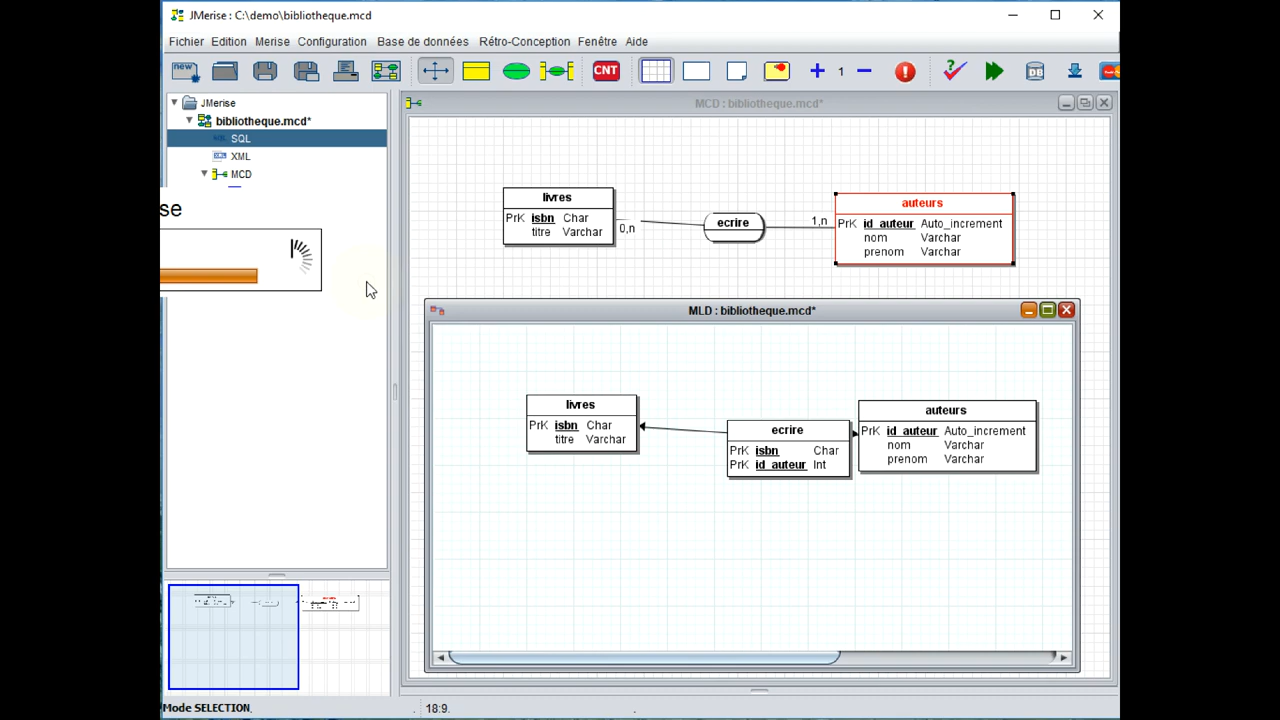 JMerise : C:\demo\bibliotheque.mcd
Fichier Edition Merise Configuration Base de données Rétro-Conception Fenêtre Aide
new CNT 1 DB
JMerise
bibliotheque.mcd*
SQL
XML
MCD
se
MCD : bibliotheque.mcd*
livres
PrK isbn Char
titre Varchar
0,n
ecrire
1,n
auteurs
PrK id_auteur Auto_increment
nom Varchar
prenom Varchar
MLD : bibliotheque.mcd*
livres
PrK isbn Char
titre Varchar
ecrire
PrK isbn Char
PrK id_auteur Int
auteurs
PrK id_auteur Auto_increment
nom Varchar
prenom Varchar
Mode SELECTION
18:9.